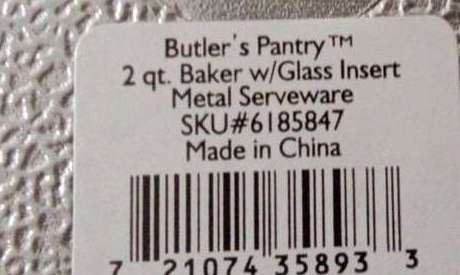 Butler's Pantry™
2 qt. Baker w/Glass Insert
Metal Serveware
SKU#6185847
Made in China
7 21074 35893 3